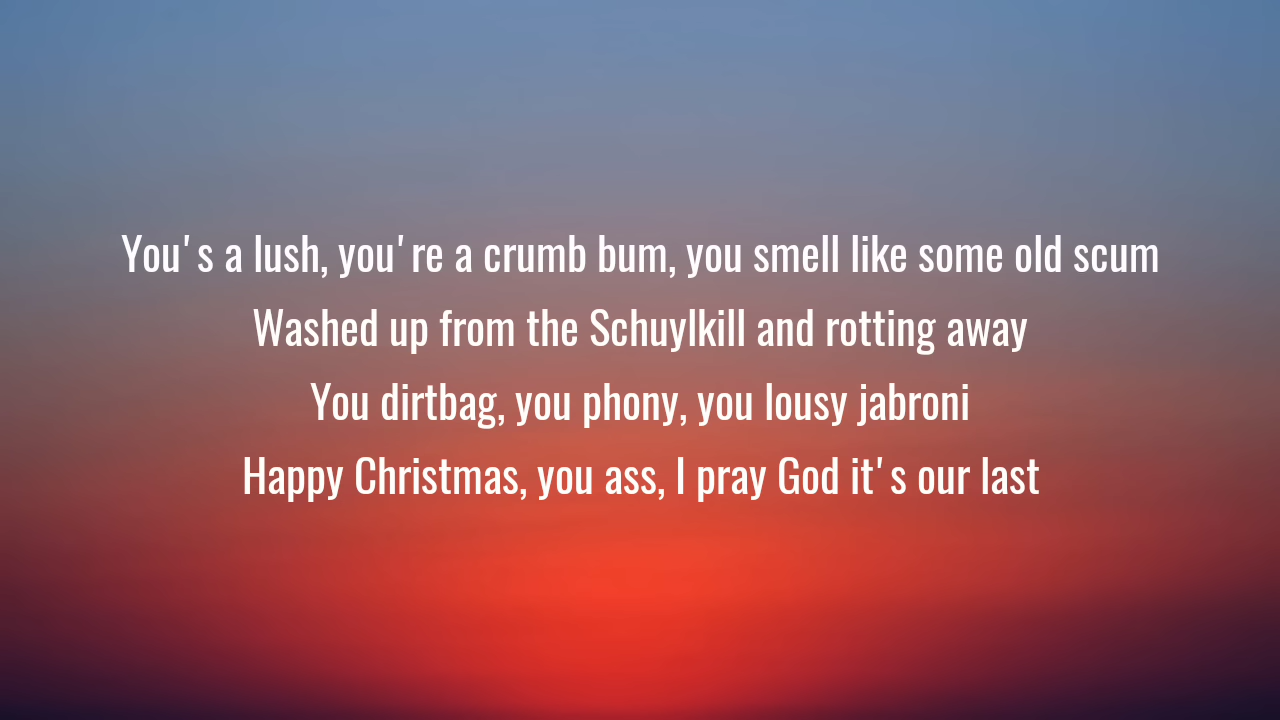 You's a lush, you're a crumb bum, you smell like some old scum
Washed up from the Schuylkill and rotting away
You dirtbag, you phony, you lousy jabroni
Happy Christmas, you ass, I pray God it's our last